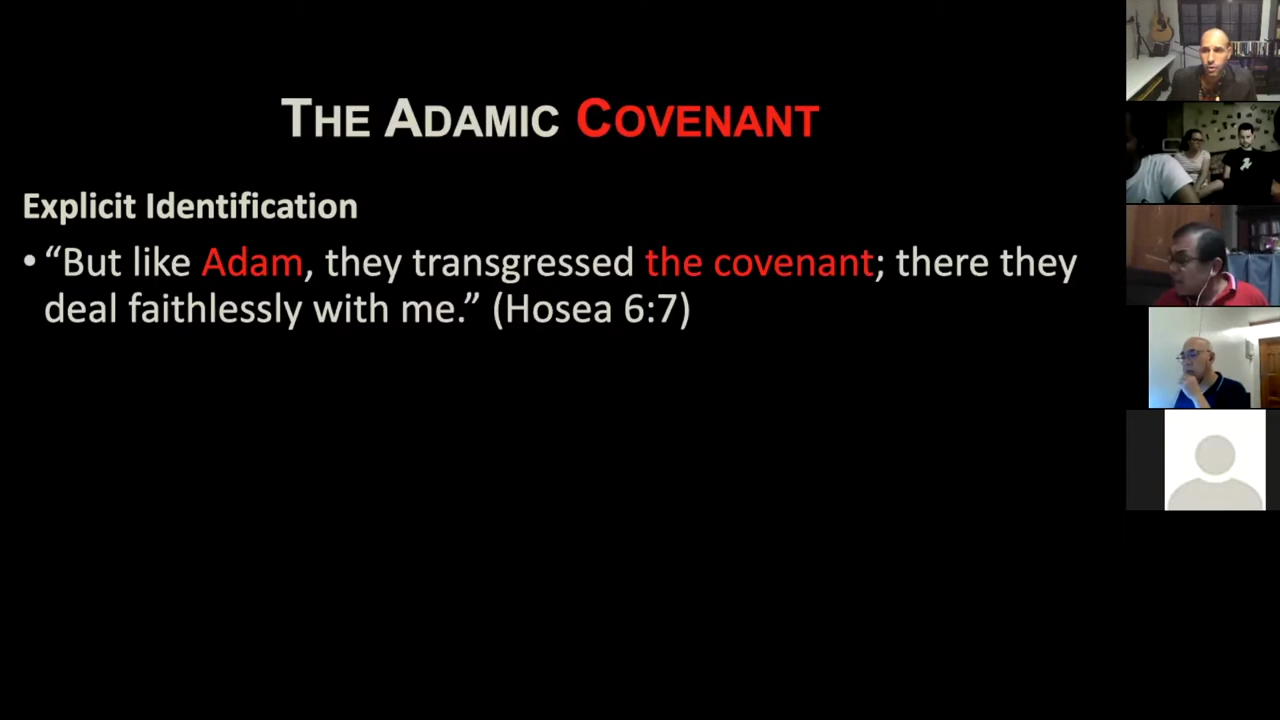 THE ADAMIC COVENANT
Explicit Identification
• “But like Adam, they transgressed the covenant; there they
deal faithlessly with me.” (Hosea 6:7)